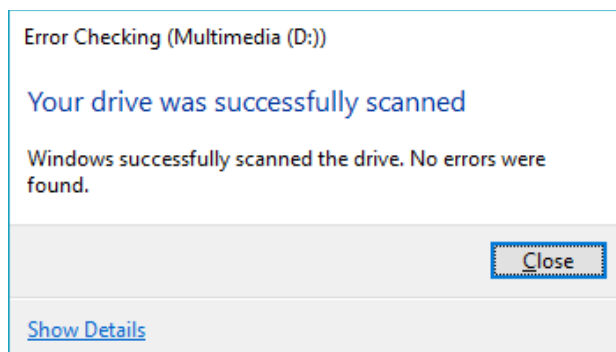 Error Checking (Multimedia (D:))
Your drive was successfully scanned
Windows successfully scanned the drive. No errors were
found.
Close
Show Details